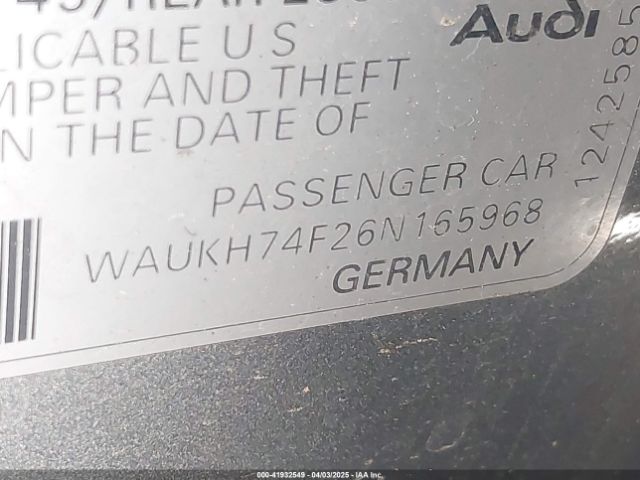 Audi
LICABLE U S
MPER AND THEFT
N THE DATE OF
PASSENGER CAR
WAUKH74F26N165968
GERMANY
12425585
000-41932549 - 04/03/2025 - IAA Inc.